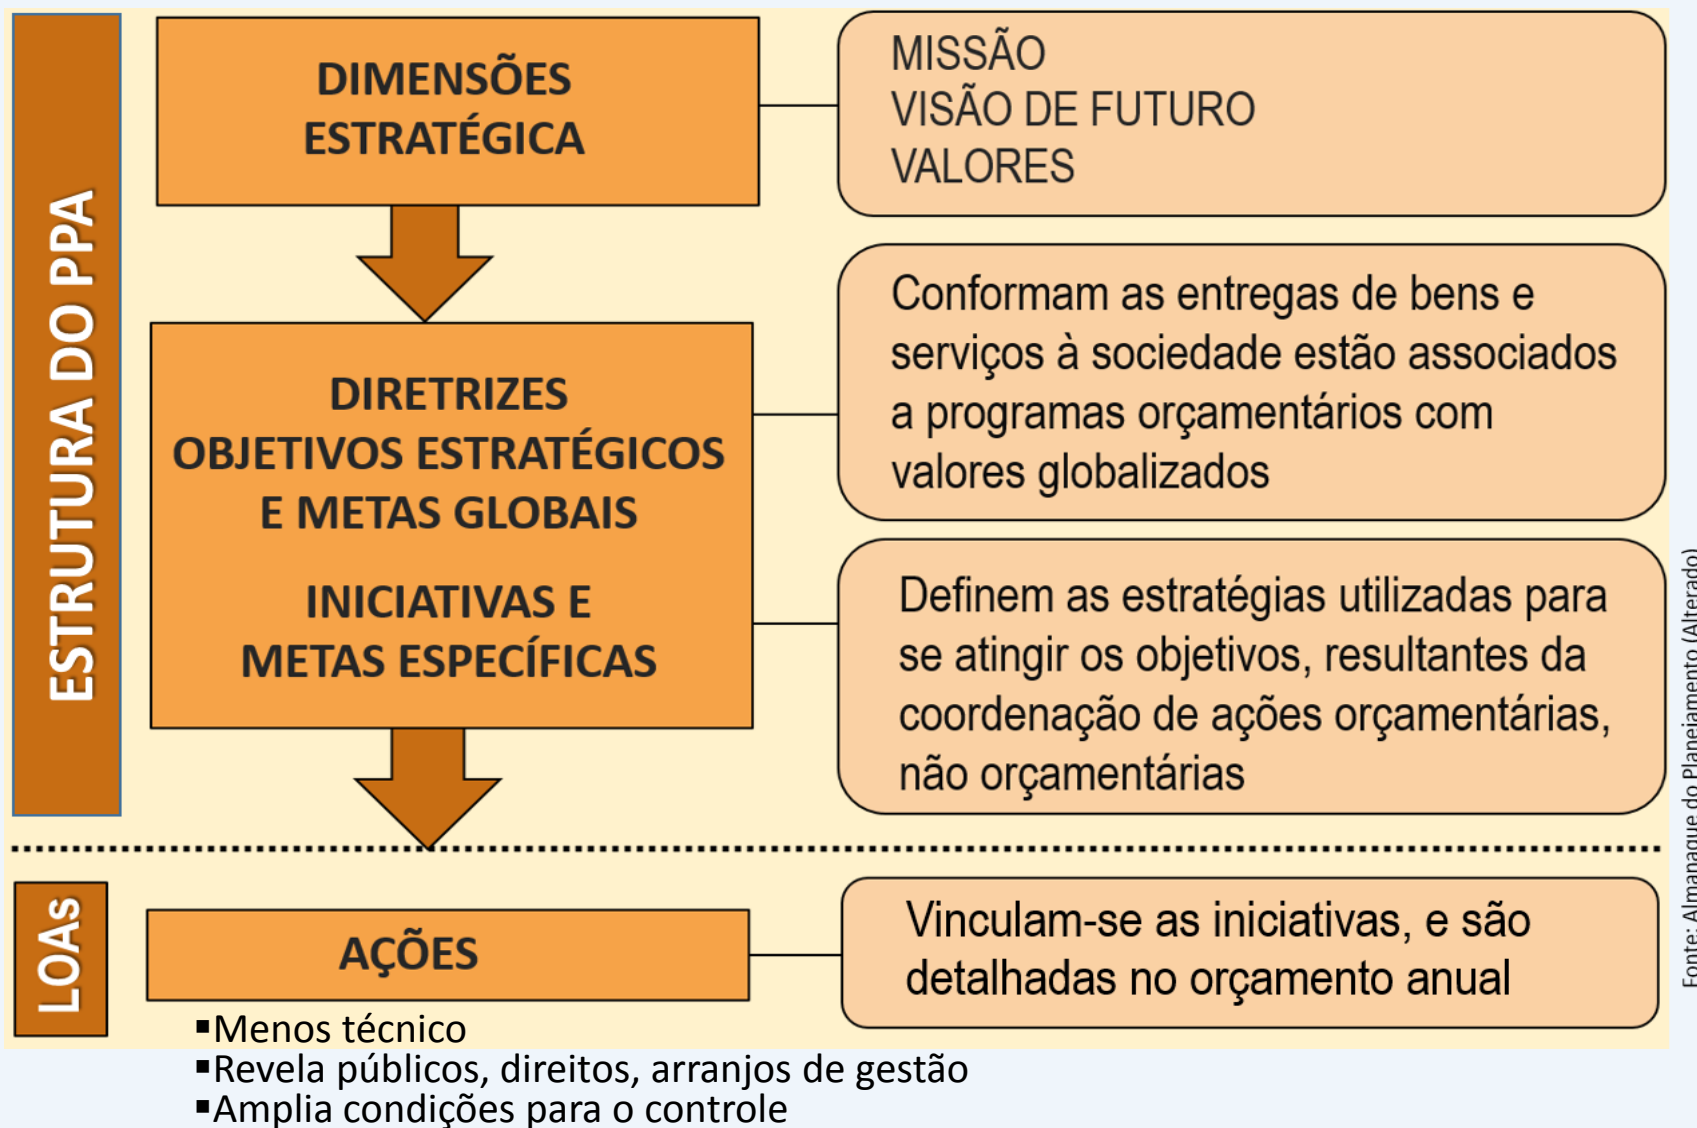 ESTRUTURA DO PPA
DIMENSÕES
ESTRATÉGICA
MISSÃO
VISÃO DE FUTURO
VALORES
DIRETRIZES
OBJETIVOS ESTRATÉGICOS
E METAS GLOBAIS
Conformam as entregas de bens e
serviços à sociedade estão associados
a programas orçamentários com
valores globalizados
INICIATIVAS E
METAS ESPECÍFICAS
Definem as estratégias utilizadas para
se atingir os objetivos, resultantes da
coordenação de ações orçamentárias,
não orçamentárias
LOAs
AÇÕES
Vinculam-se as iniciativas, e são
detalhadas no orçamento anual
▪Menos técnico
▪Revela públicos, direitos, arranjos de gestão
▪Amplia condições para o controle
Fonte: Almanaque do Planejamento (Alterado)